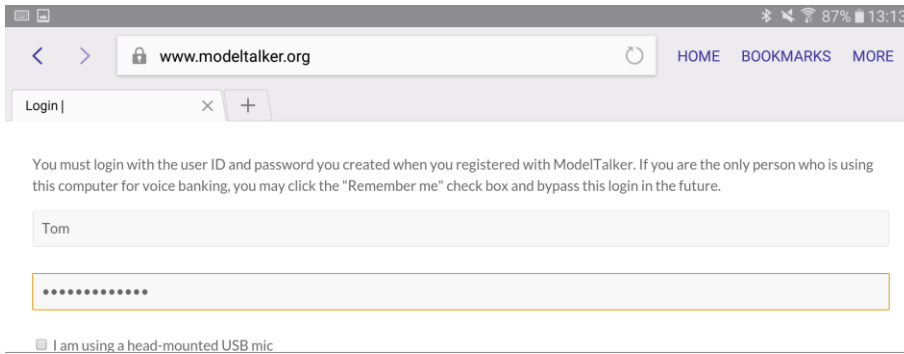 87% 13:13
www.modeltalker.org
HOME BOOKMARKS MORE
Login |
You must login with the user ID and password you created when you registered with ModelTalker. If you are the only person who is using
this computer for voice banking, you may click the "Remember me" check box and bypass this login in the future.
Tom
•••••••••••••
I am using a head-mounted USB mic